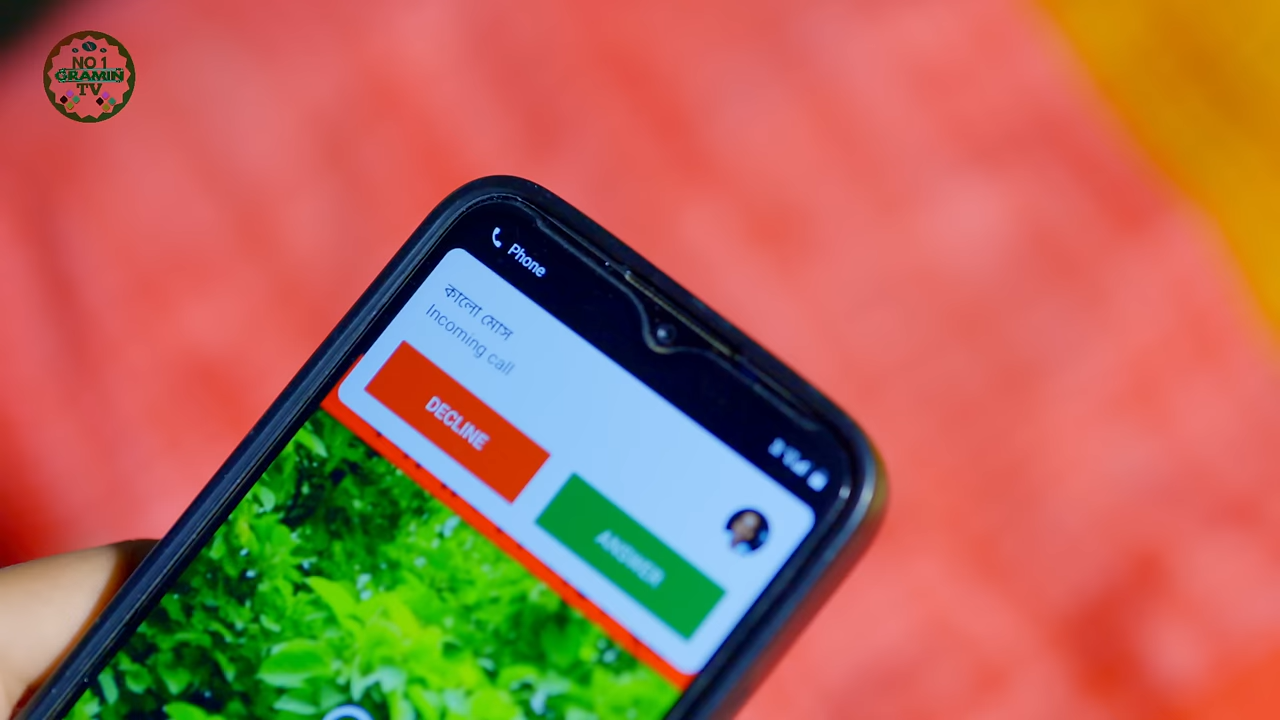 NO 1
GRAMIN
TV
Phone
কালো মোস
Incoming call
DECLINE
ANSWER